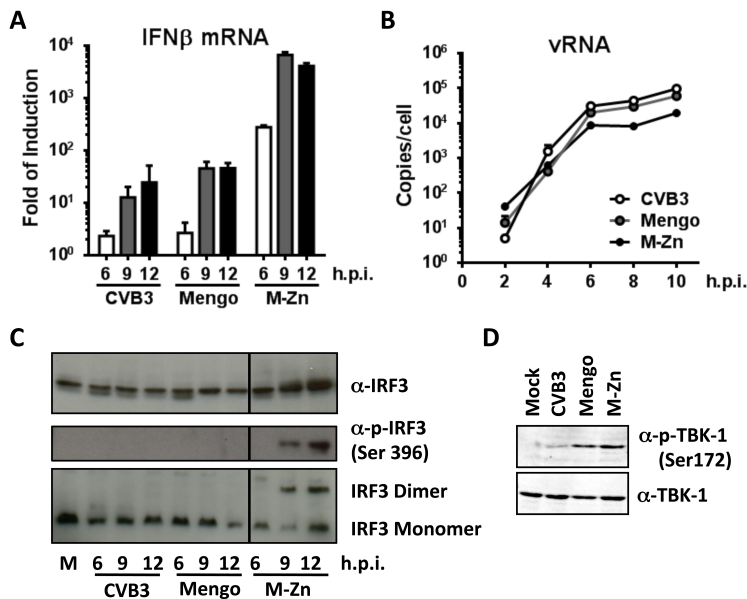 A
IFNβ mRNA
Fold of Induction
10⁴
10³
10²
10¹
10⁰
6 9 12 6 9 12 6 9 12 h.p.i.
CVB3 Mengo M-Zn
B
vRNA
Copies/cell
10⁶
10⁵
10⁴
10³
10²
10¹
10⁰
CVB3
Mengo
M-Zn
0 2 4 6 8 10 h.p.i.
C
α-IRF3
α-p-IRF3
(Ser 396)
IRF3 Dimer
IRF3 Monomer
M 6 9 12 6 9 12 6 9 12 h.p.i.
CVB3 Mengo M-Zn
D
Mock
CVB3
Mengo
M-Zn
α-p-TBK-1
(Ser172)
α-TBK-1